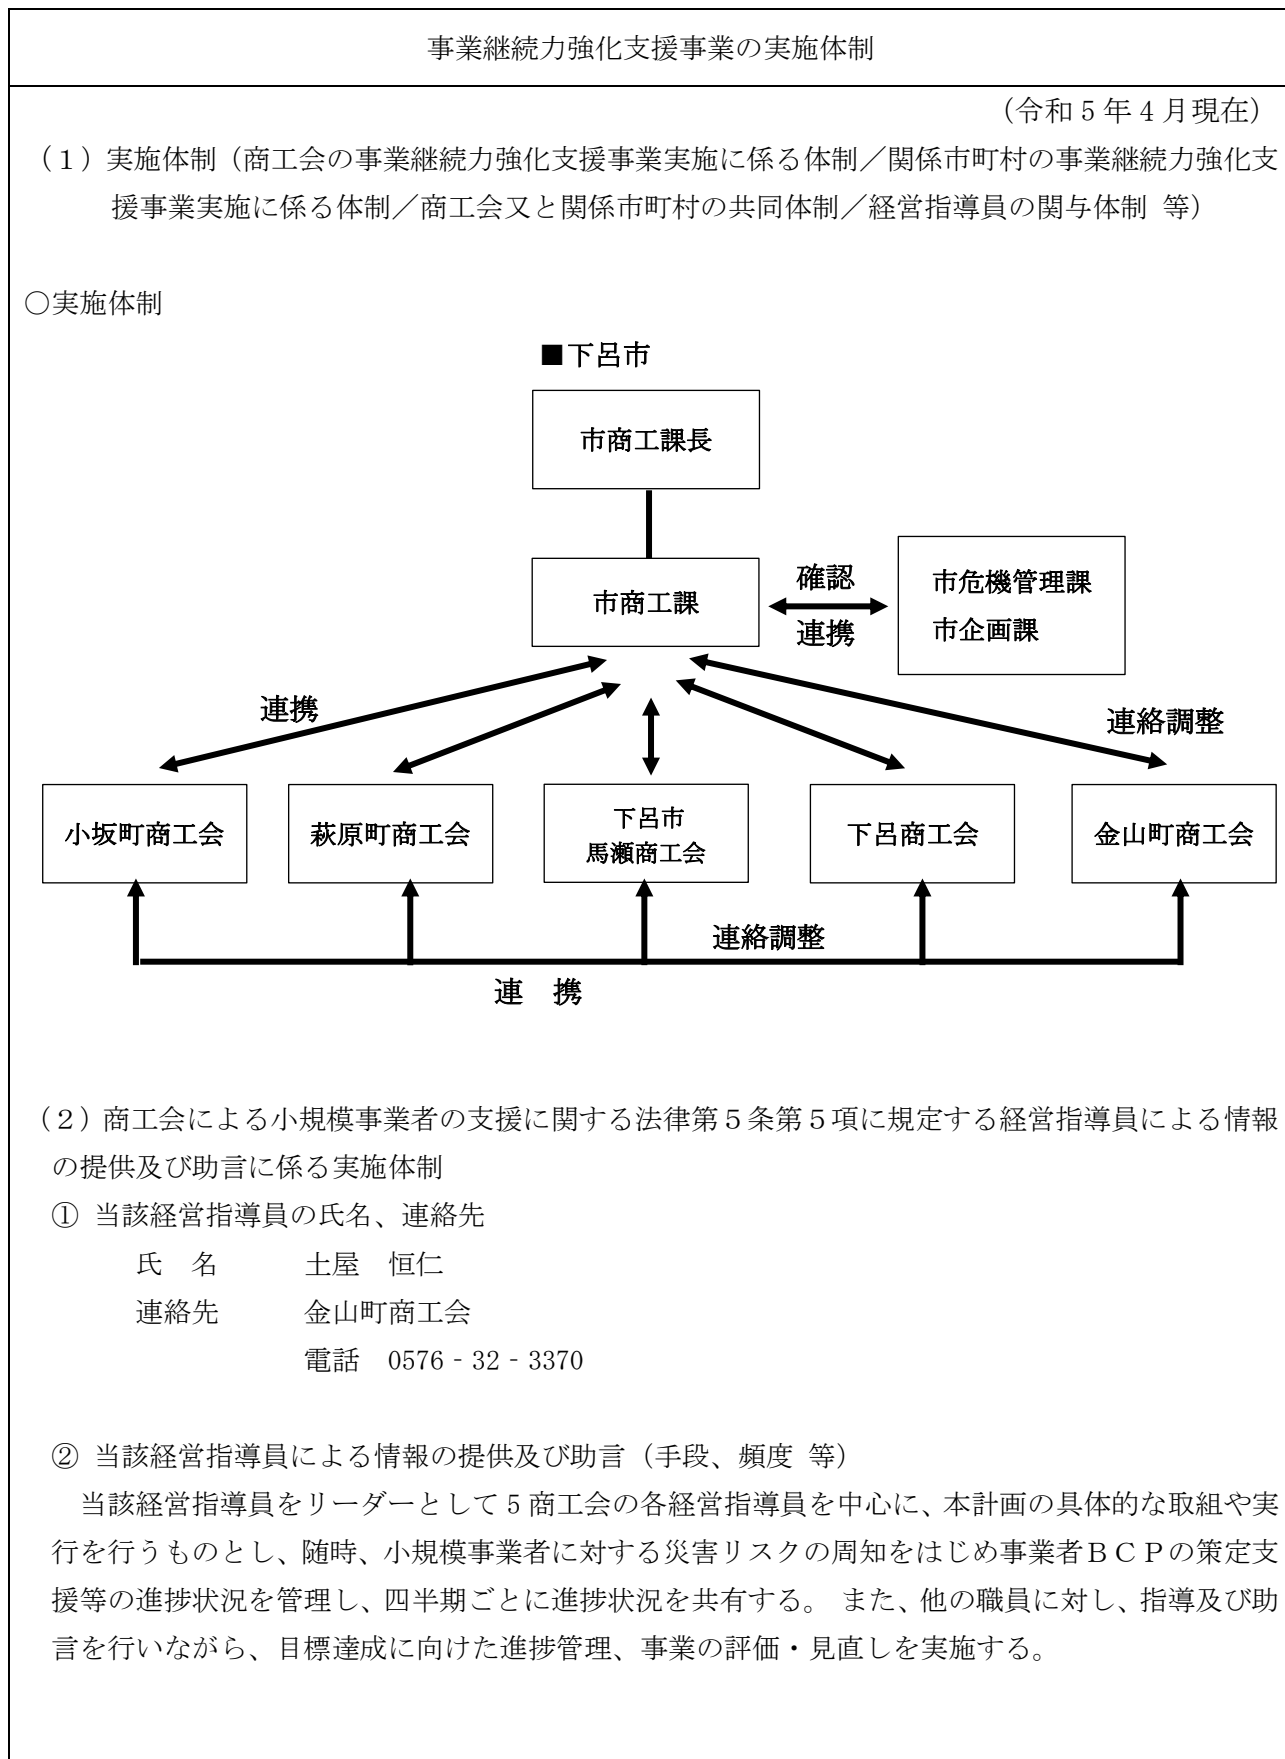 事業継続力強化支援事業の実施体制
（令和５年４月現在）
（１）実施体制（商工会の事業継続力強化支援事業実施に係る体制／関係市町村の事業継続力強化支
援事業実施に係る体制／商工会又と関係市町村の共同体制／経営指導員の関与体制 等）
○実施体制
■下呂市
市商工課長
市商工課
確認
連携
市危機管理課
市企画課
連携
連絡調整
小坂町商工会
萩原町商工会
下呂市
馬瀬商工会
下呂商工会
金山町商工会
連絡調整
連　携
（２）商工会による小規模事業者の支援に関する法律第５条第５項に規定する経営指導員による情報
の提供及び助言に係る実施体制
① 当該経営指導員の氏名、連絡先
氏　名　　　土屋　恒仁
連絡先　　　金山町商工会
電話　0576‐32‐3370
② 当該経営指導員による情報の提供及び助言（手段、頻度 等）
当該経営指導員をリーダーとして５商工会の各経営指導員を中心に、本計画の具体的な取組や実
行を行うものとし、随時、小規模事業者に対する災害リスクの周知をはじめ事業者ＢＣＰの策定支
援等の進捗状況を管理し、四半期ごとに進捗状況を共有する。 また、他の職員に対し、指導及び助
言を行いながら、目標達成に向けた進捗管理、事業の評価・見直しを実施する。